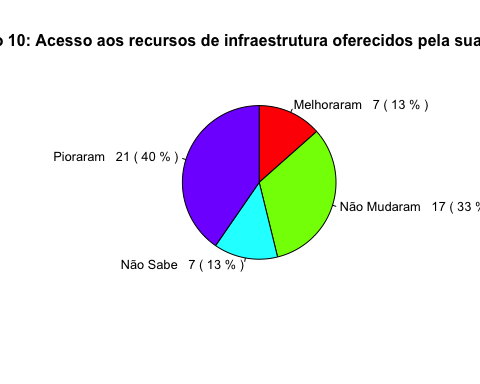 o 10: Acesso aos recursos de infraestrutura oferecidos pela sua
Melhoraram 7 ( 13 % )
Pioraram 21 ( 40 % )
Não Mudaram 17 ( 33 %
Não Sabe 7 ( 13 % )